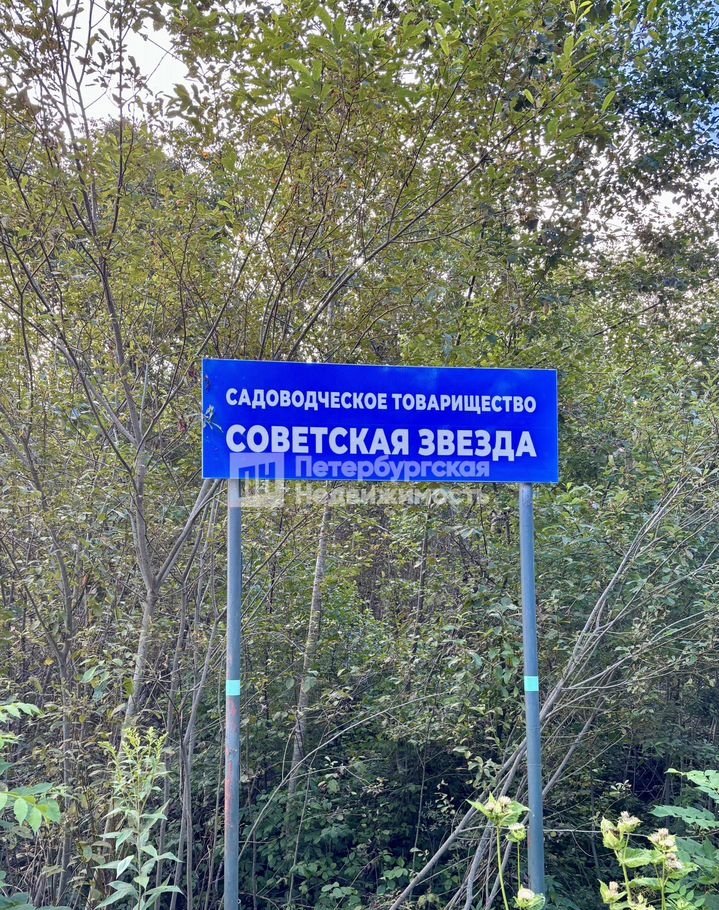 САДОВОДЧЕСКОЕ ТОВАРИЩЕСТВО
СОВЕТСКАЯ ЗВЕЗДА
Петербургская
Недвижимость